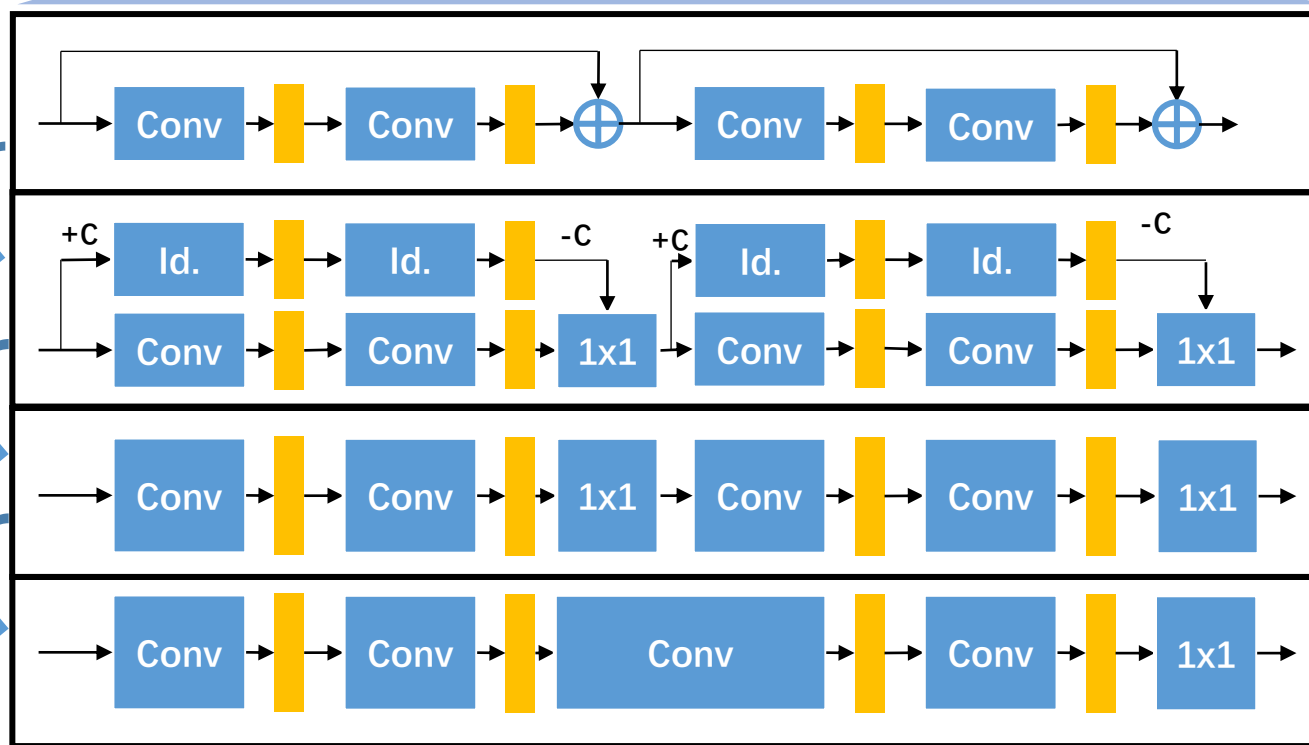 Conv Conv Conv Conv
+C Id. Id. -C +C Id. Id. -C
Conv Conv 1x1 Conv Conv 1x1
Conv Conv 1x1 Conv Conv 1x1
Conv Conv Conv Conv 1x1